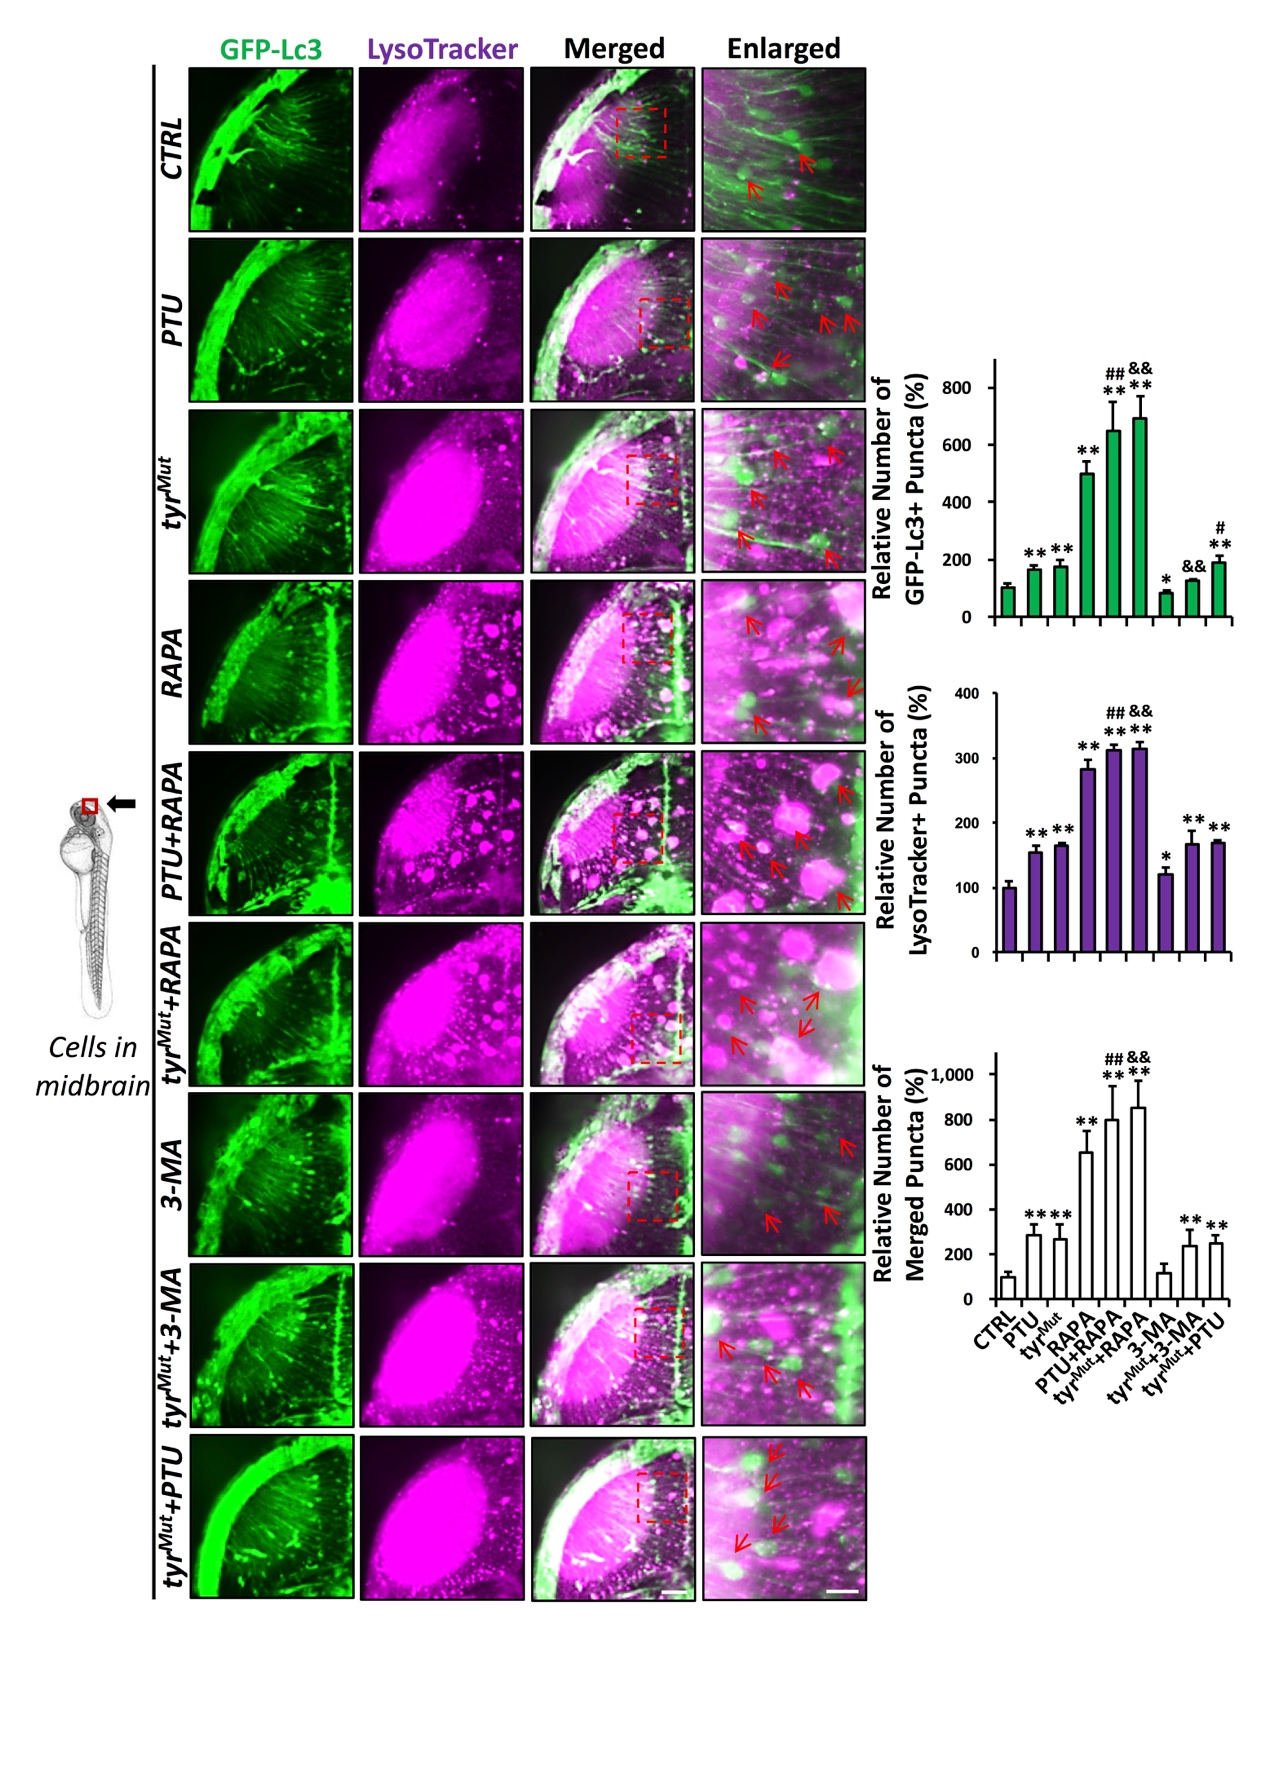 GFP-Lc3 LysoTracker Merged Enlarged
CTRL
PTU
tyrMut
RAPA
PTU+RAPA
tyrMut+RAPA
3-MA
tyrMut+3-MA
tyrMut+PTU
Cells in
midbrain
Relative Number of
GFP-Lc3+ Puncta (%)
800
600
400
200
0
** ** ** ## ** && ** * && # **
Relative Number of
LysoTracker+ Puncta (%)
400
300
200
100
0
** ** ** ## ** && ** * ** **
Relative Number of
Merged Puncta (%)
1,000
800
600
400
200
0
** ** ** ## ** && ** ** **
CTRL
PTU
tyrMut
RAPA
PTU+RAPA
tyrMut+RAPA
3-MA
tyrMut+3-MA
tyrMut+PTU